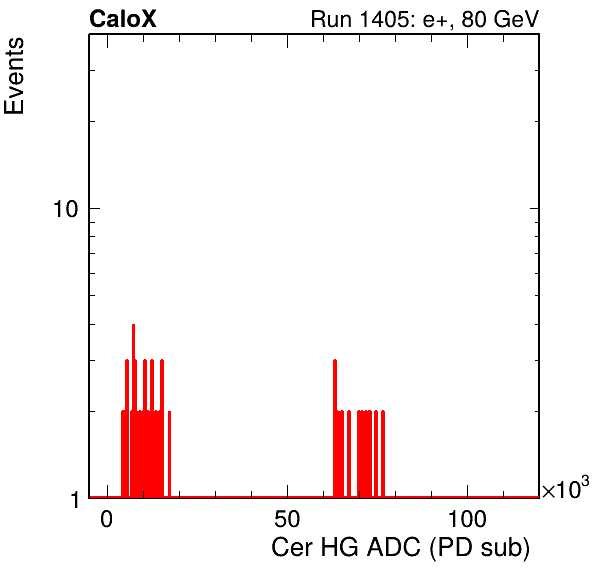 CaloX Run 1405: e+, 80 GeV
Events
10
1
0 50 100 ×10³
Cer HG ADC (PD sub)